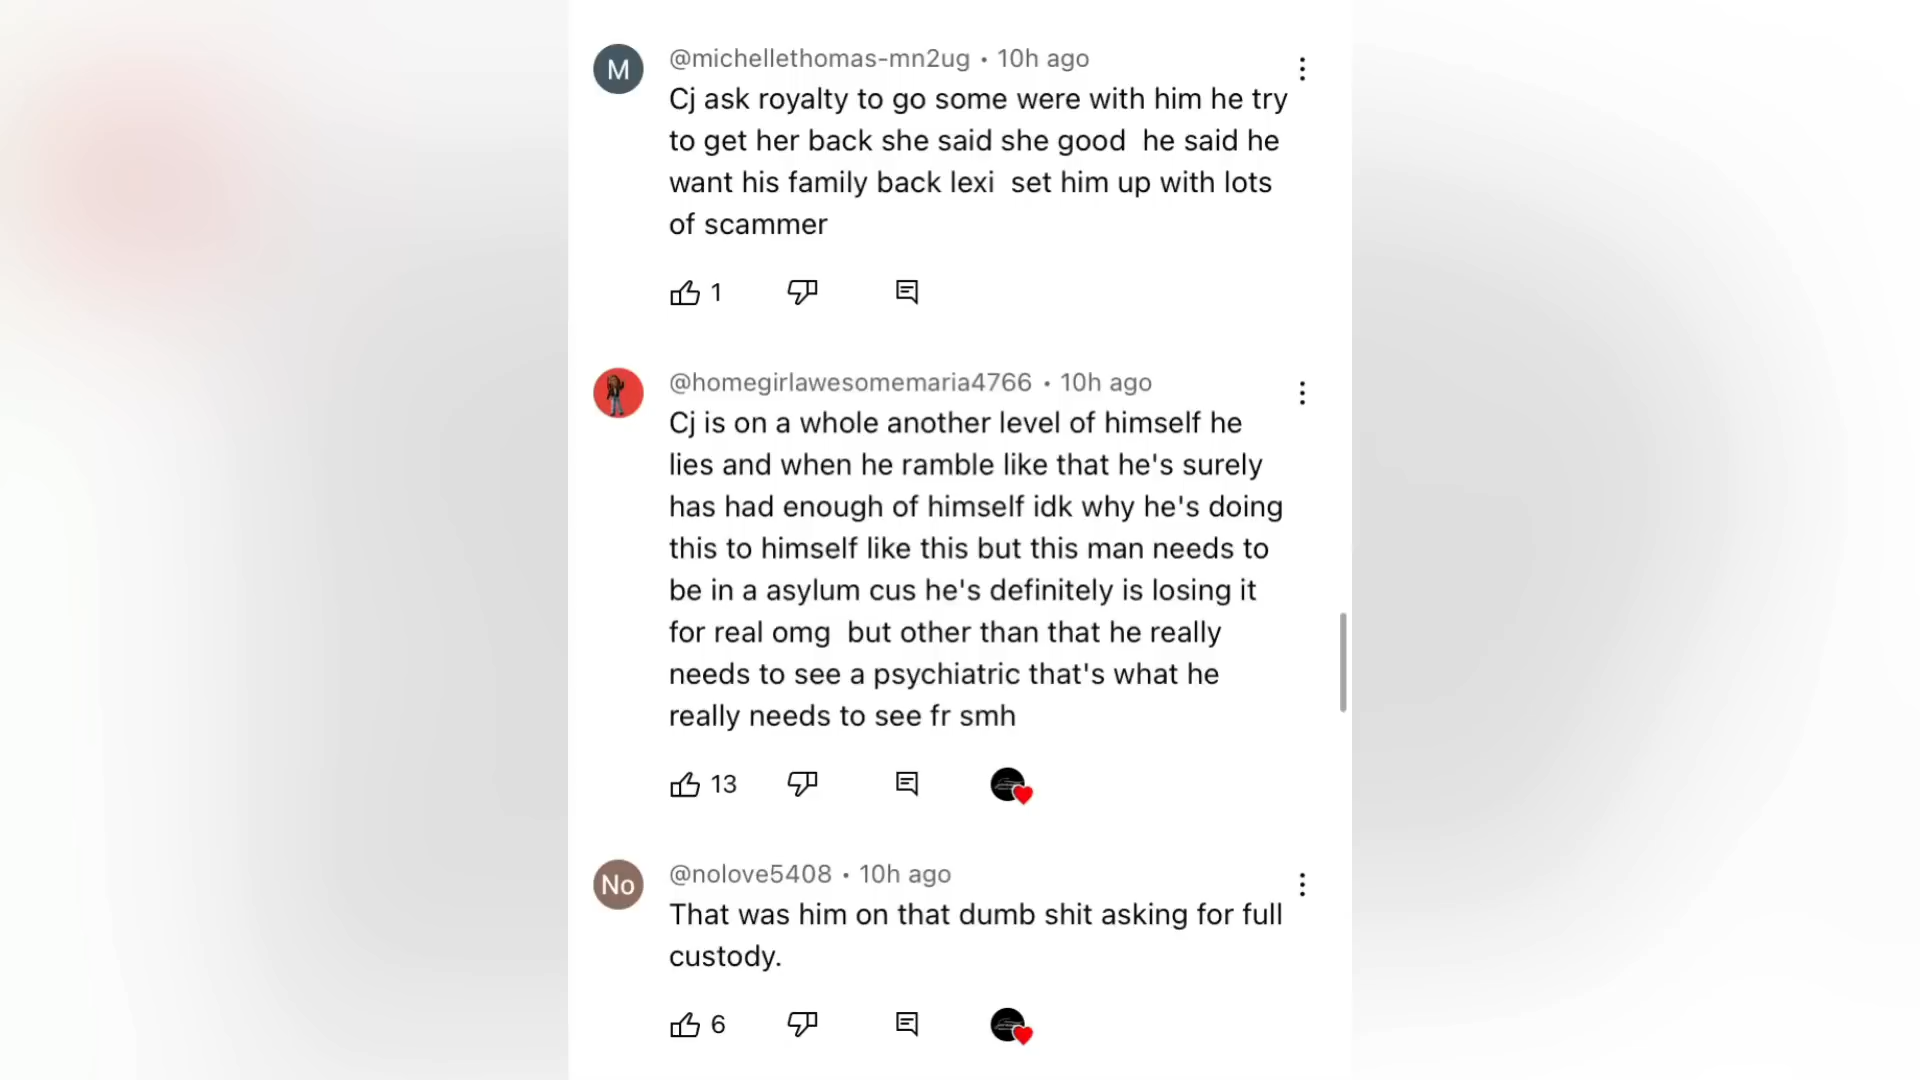 M
@michellethomas-mn2ug • 10h ago
Cj ask royalty to go some were with him he try
to get her back she said she good  he said he
want his family back lexi  set him up with lots
of scammer
1
@homegirlawesomemaria4766 • 10h ago
Cj is on a whole another level of himself he
lies and when he ramble like that he's surely
has had enough of himself idk why he's doing
this to himself like this but this man needs to
be in a asylum cus he's definitely is losing it
for real omg  but other than that he really
needs to see a psychiatric that's what he
really needs to see fr smh
13
No
@nolove5408 • 10h ago
That was him on that dumb shit asking for full
custody.
6